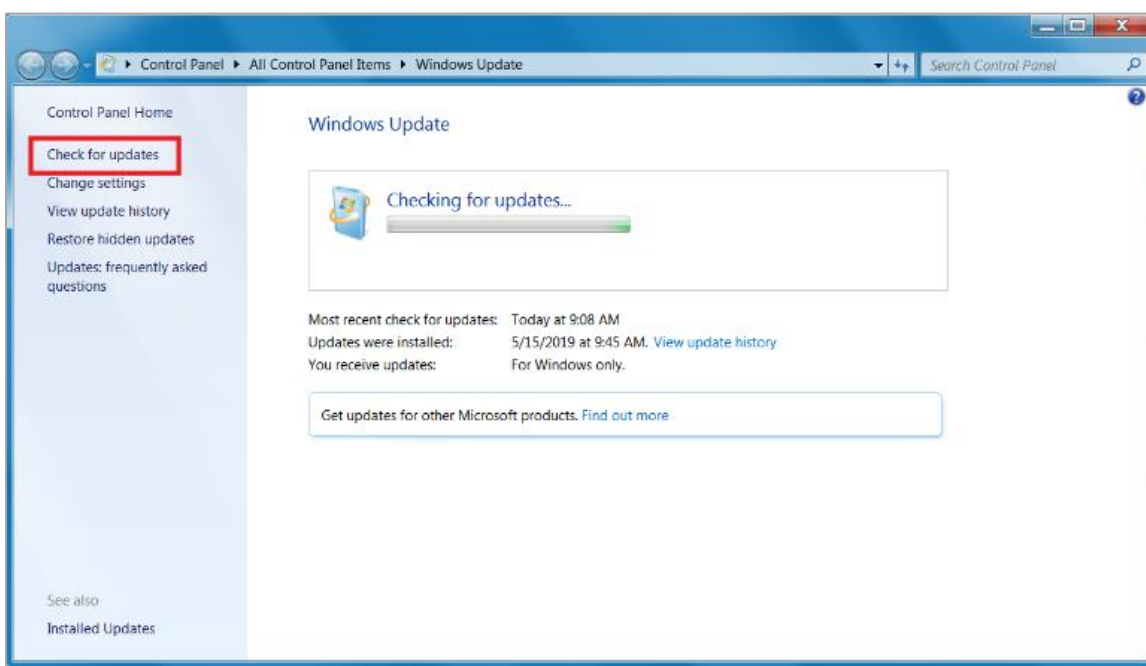 Control Panel ▸ All Control Panel Items ▸ Windows Update
Search Control Panel
Control Panel Home
Check for updates
Change settings
View update history
Restore hidden updates
Updates: frequently asked
questions
See also
Installed Updates
Windows Update
Checking for updates...
Most recent check for updates: Today at 9:08 AM
Updates were installed: 5/15/2019 at 9:45 AM. View update history
You receive updates: For Windows only.
Get updates for other Microsoft products. Find out more